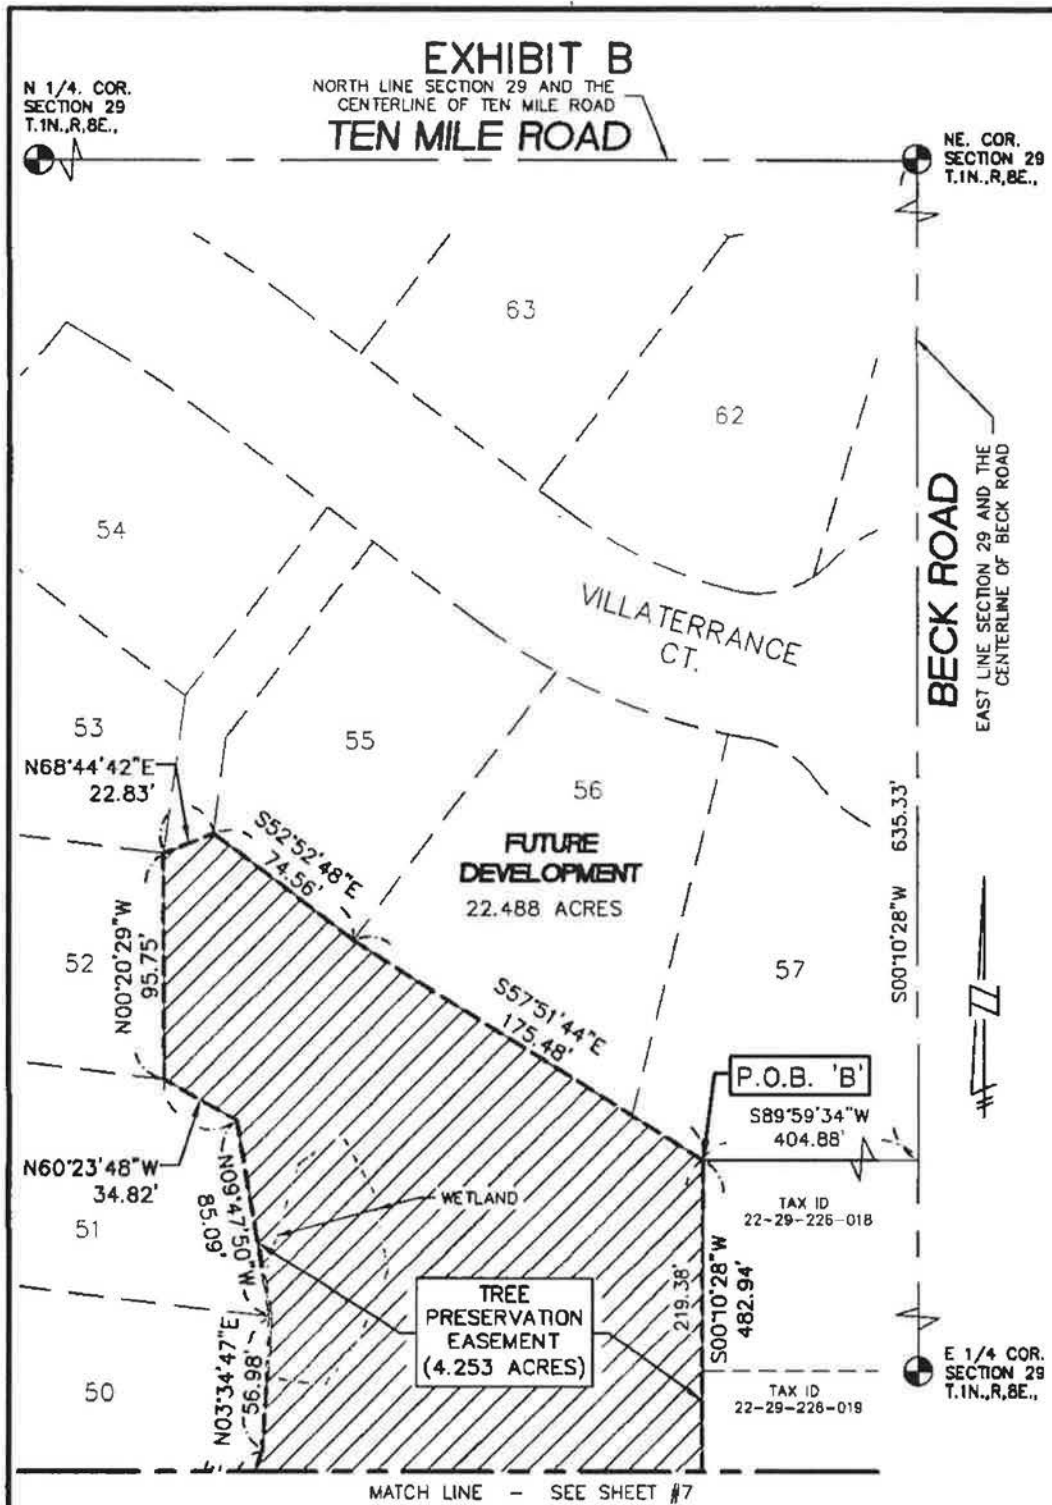 EXHIBIT B
N 1/4. COR.
SECTION 29
T.1N.,R,8E.,
NORTH LINE SECTION 29 AND THE
CENTERLINE OF TEN MILE ROAD
TEN MILE ROAD
NE. COR.
SECTION 29
T.1N.,R,8E.,
63
62
54
BECK ROAD
EAST LINE SECTION 29 AND THE
CENTERLINE OF BECK ROAD
VILLA TERRANCE
CT.
53
N68°44'42"E
22.83'
55
56
S52°52'48"E
74.56'
FUTURE
DEVELOPMENT
22.488 ACRES
S00°10'28"W 635.33'
52
N00°20'29"W
95.75'
57
S57°51'44"E
175.48'
Z
P.O.B. 'B'
S89°59'34"W
404.88'
N60°23'48"W
34.82'
51
N09°47'50"W
85.09'
WETLAND
TAX ID
22-29-226-018
TREE
PRESERVATION
EASEMENT
(4.253 ACRES)
219.38'
S00°10'28"W
482.94'
E 1/4 COR.
SECTION 29
T.1N.,R,8E.,
50
N03°34'47"E
56.98'
TAX ID
22-29-226-019
MATCH LINE - SEE SHEET #7